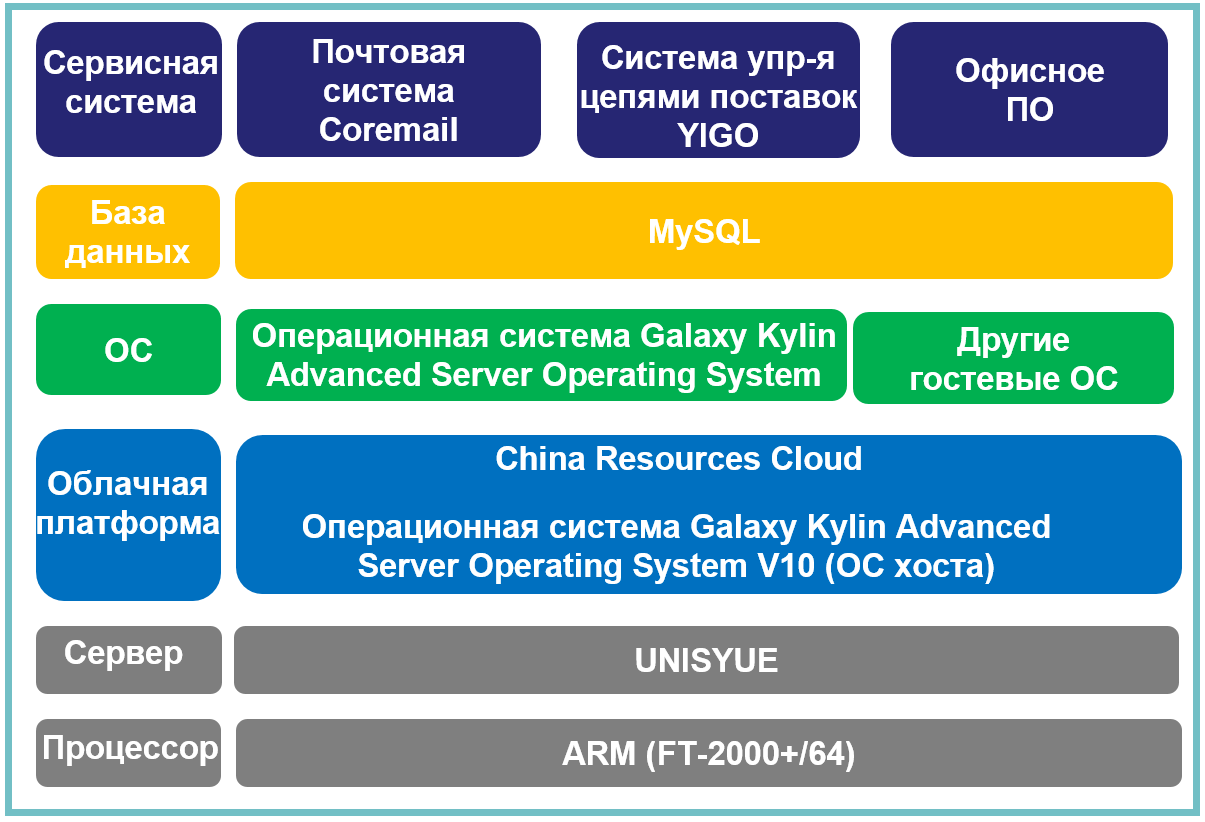 Сервисная
система
Почтовая
система
Coremail
Система упр-я
цепями поставок
YIGO
Офисное
ПО
База
данных
MySQL
ОС
Операционная система Galaxy Kylin
Advanced Server Operating System
Другие
гостевые ОС
Облачная
платформа
China Resources Cloud
Операционная система Galaxy Kylin Advanced
Server Operating System V10 (ОС хоста)
Сервер
UNISYUE
Процессор
ARM (FT-2000+/64)